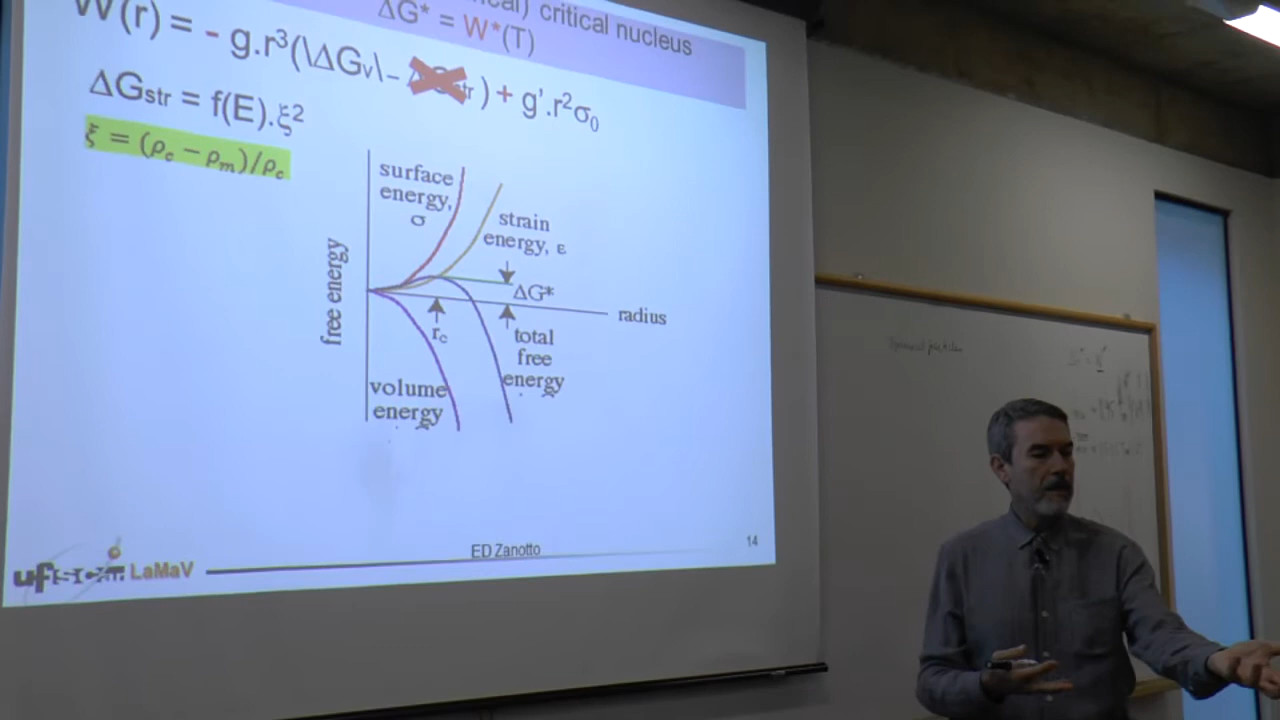 critical nucleus
ΔG* = W*(T)
W(r) = - g.r³(|ΔGv| - ) + g'.r²σ₀
ΔGstr = f(E).ξ²
ξ = (ρc − ρm)/ρc
surface
energy,
σ
strain
energy, ε
free energy
ΔG*
radius
rc
total
free
energy
volume
energy
ED Zanotto
14
LaMaV